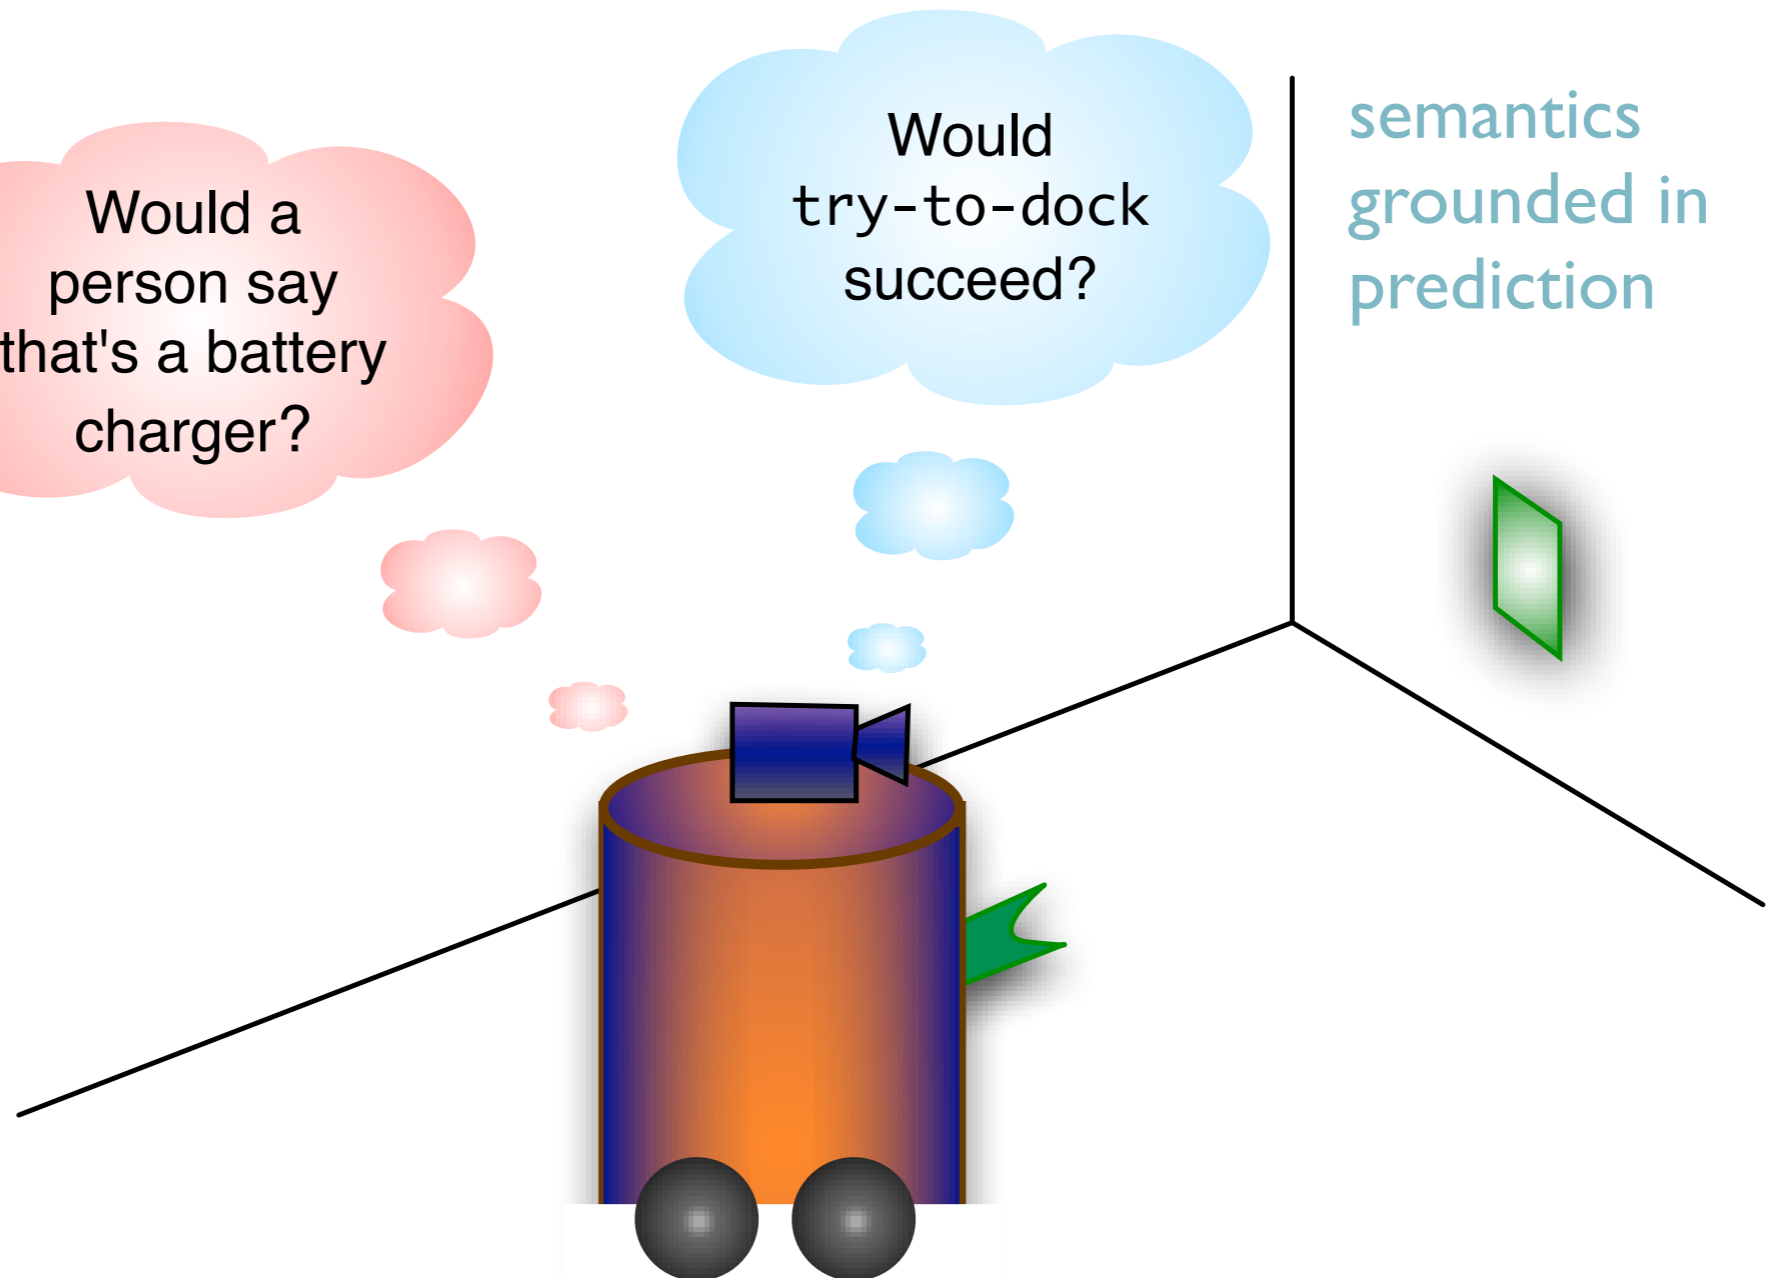 Would a
person say
that's a battery
charger?
Would
try-to-dock
succeed?
semantics
grounded in
prediction